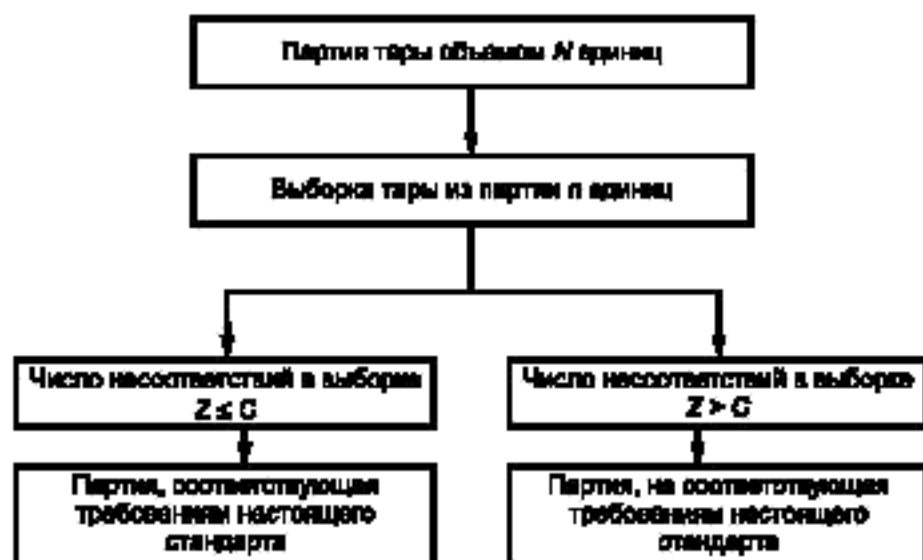 Партия тары объемом N единиц
Выборка тары из партии n единиц
Число несоответствий в выборке
Z ≤ C
Число несоответствий в выборке
Z > C
Партия, соответствующая
требованиям настоящего
стандарта
Партия, не соответствующая
требованиям настоящего
стандарта